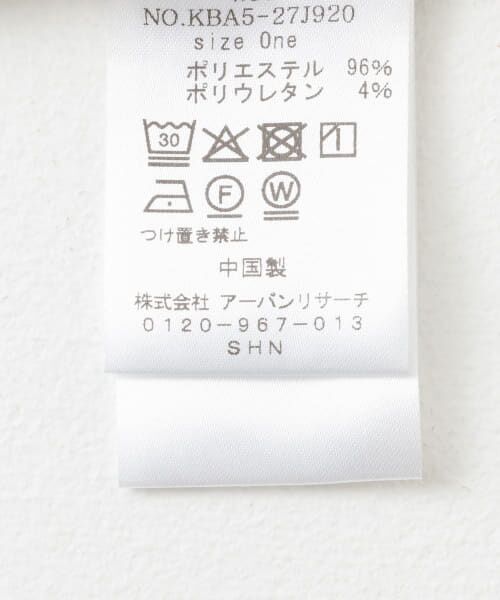 NO.KBA5-27J920
size One
ポリエステル 96%
ポリウレタン 4%
30
F W
つけ置き禁止
中国製
株式会社 アーバンリサーチ
0120-967-013
SHN